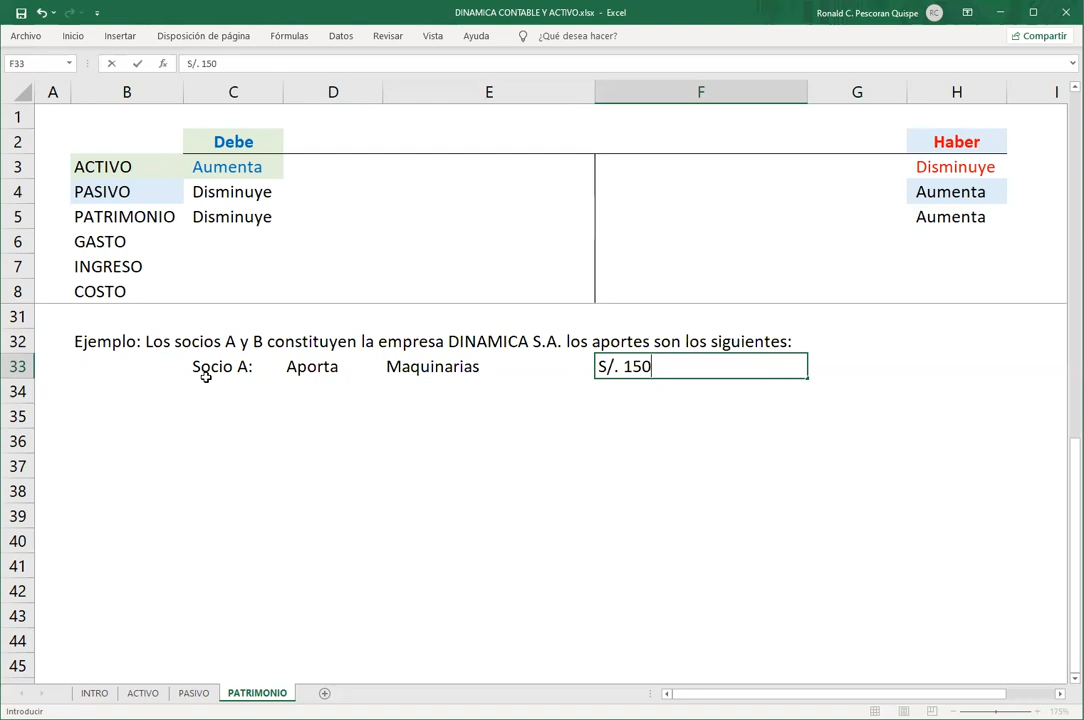 DINAMICA CONTABLE Y ACTIVO.xlsx - Excel
Ronald C. Pescoran Quispe RC
Archivo Inicio Insertar Disposición de página Fórmulas Datos Revisar Vista Ayuda ¿Qué desea hacer? Compartir
F33 fx S/. 150
A B C D E F G H I
1
2 Debe Haber
3 ACTIVO Aumenta Disminuye
4 PASIVO Disminuye Aumenta
5 PATRIMONIO Disminuye Aumenta
6 GASTO
7 INGRESO
8 COSTO
31
32 Ejemplo: Los socios A y B constituyen la empresa DINAMICA S.A. los aportes son los siguientes:
33 Socio A: Aporta Maquinarias S/. 150
34
35
36
37
38
39
40
41
42
43
44
45
INTRO ACTIVO PASIVO PATRIMONIO
Introducir 175%